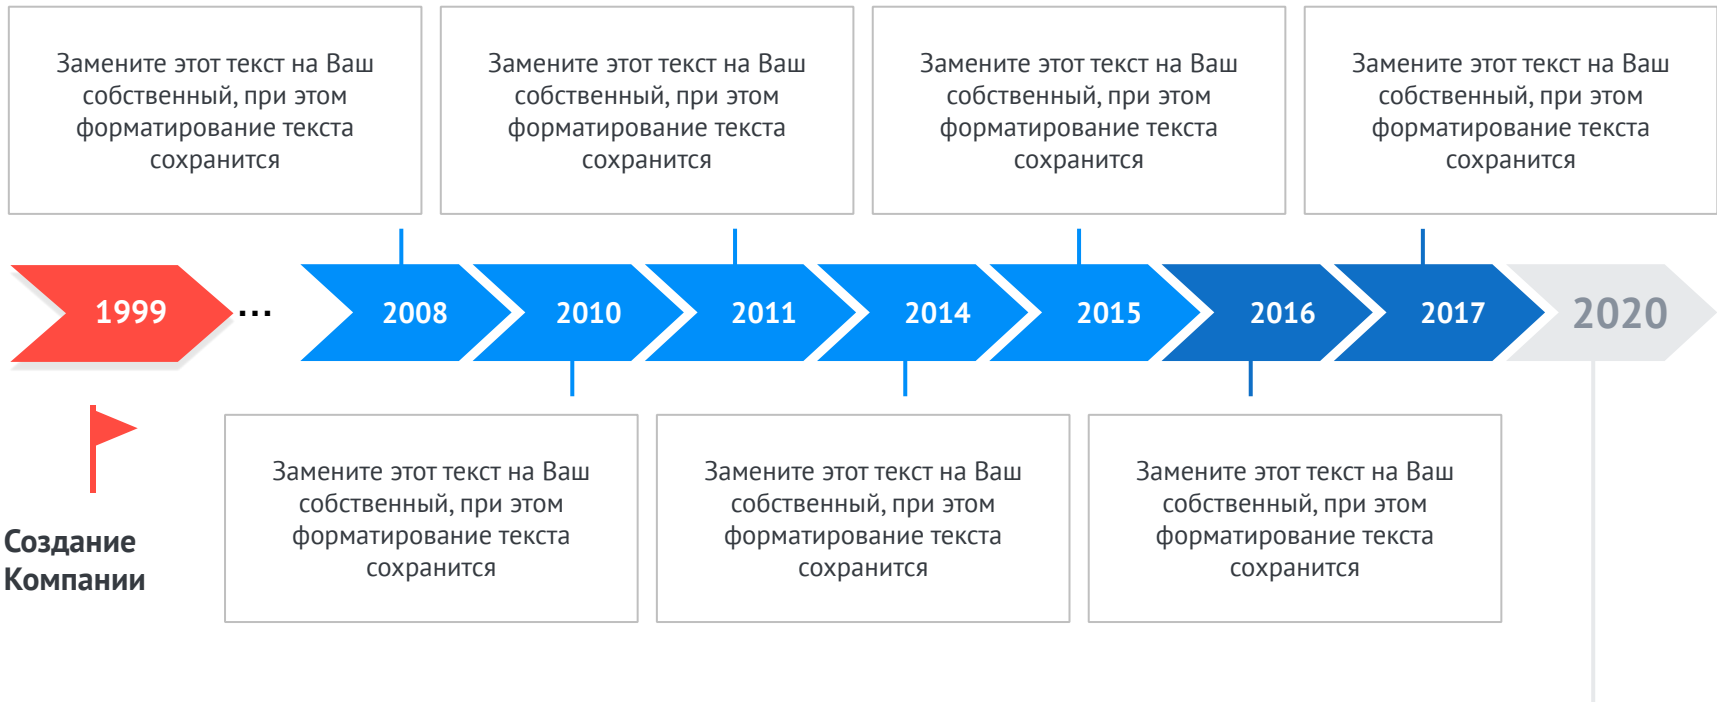 Замените этот текст на Ваш
собственный, при этом
форматирование текста
сохранится
Замените этот текст на Ваш
собственный, при этом
форматирование текста
сохранится
Замените этот текст на Ваш
собственный, при этом
форматирование текста
сохранится
Замените этот текст на Ваш
собственный, при этом
форматирование текста
сохранится
1999
...
2008
2010
2011
2014
2015
2016
2017
2020
Создание
Компании
Замените этот текст на Ваш
собственный, при этом
форматирование текста
сохранится
Замените этот текст на Ваш
собственный, при этом
форматирование текста
сохранится
Замените этот текст на Ваш
собственный, при этом
форматирование текста
сохранится